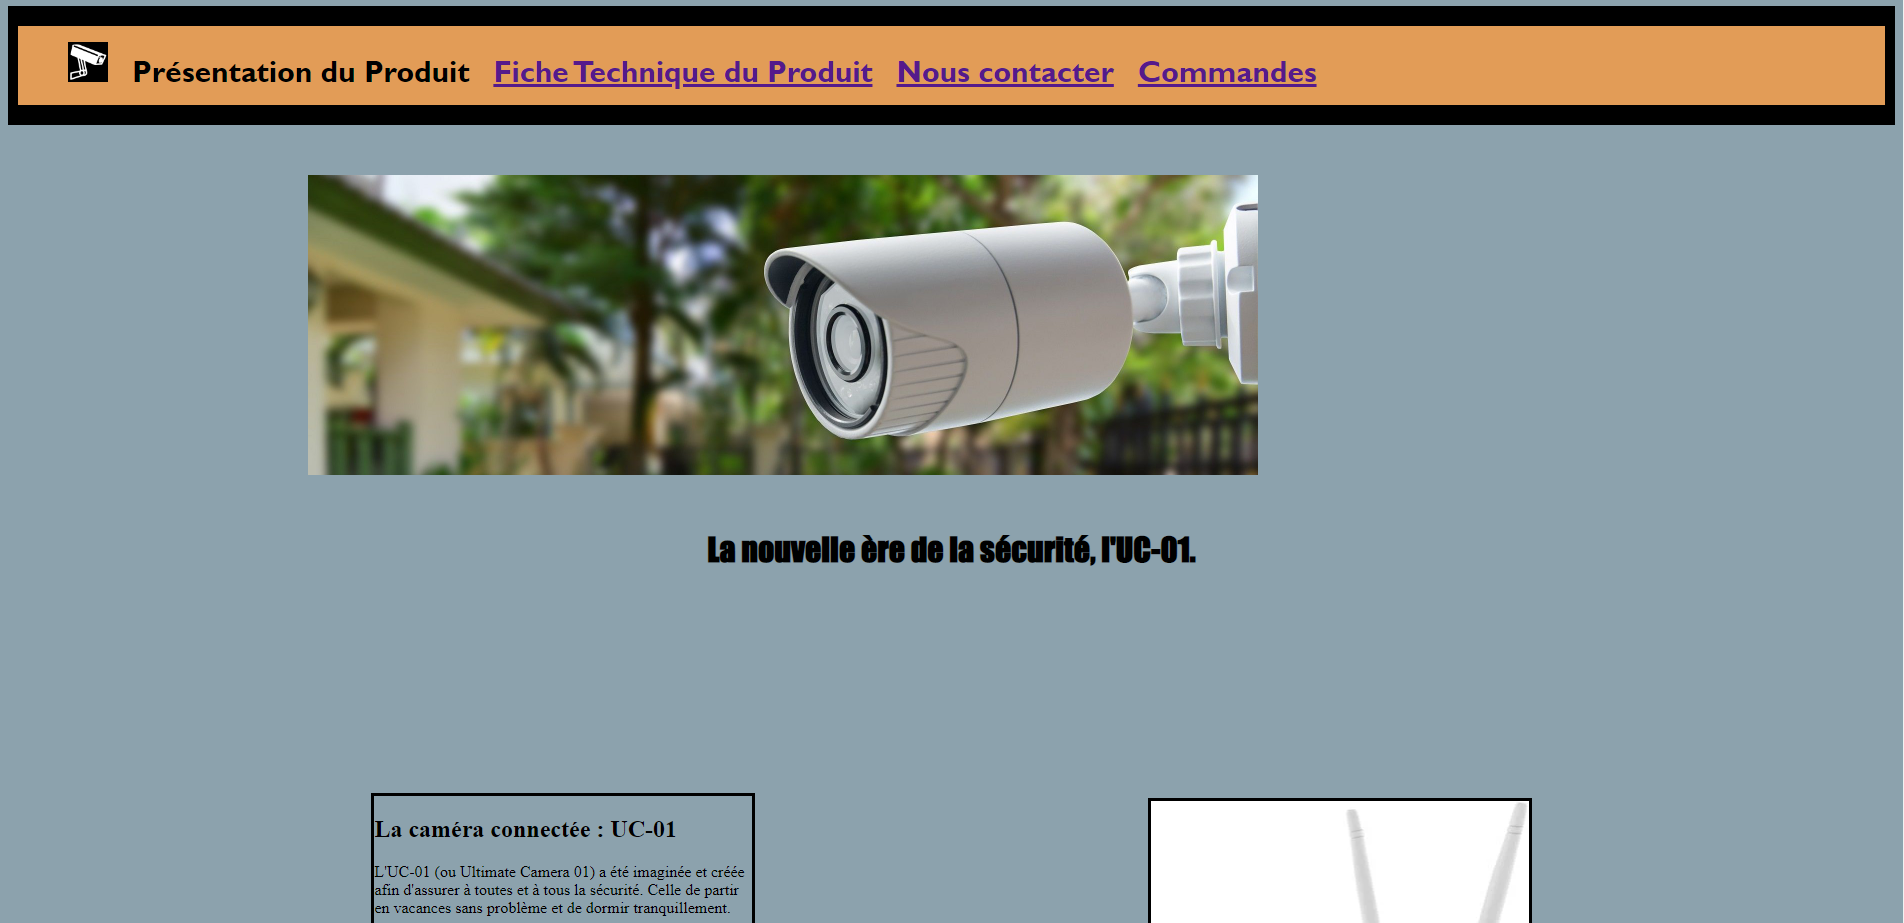 Présentation du Produit Fiche Technique du Produit Nous contacter Commandes
La nouvelle ère de la sécurité, l'UC-01.
La caméra connectée : UC-01
L'UC-01 (ou Ultimate Camera 01) a été imaginée et créée
afin d'assurer à toutes et à tous la sécurité. Celle de partir
en vacances sans problème et de dormir tranquillement.